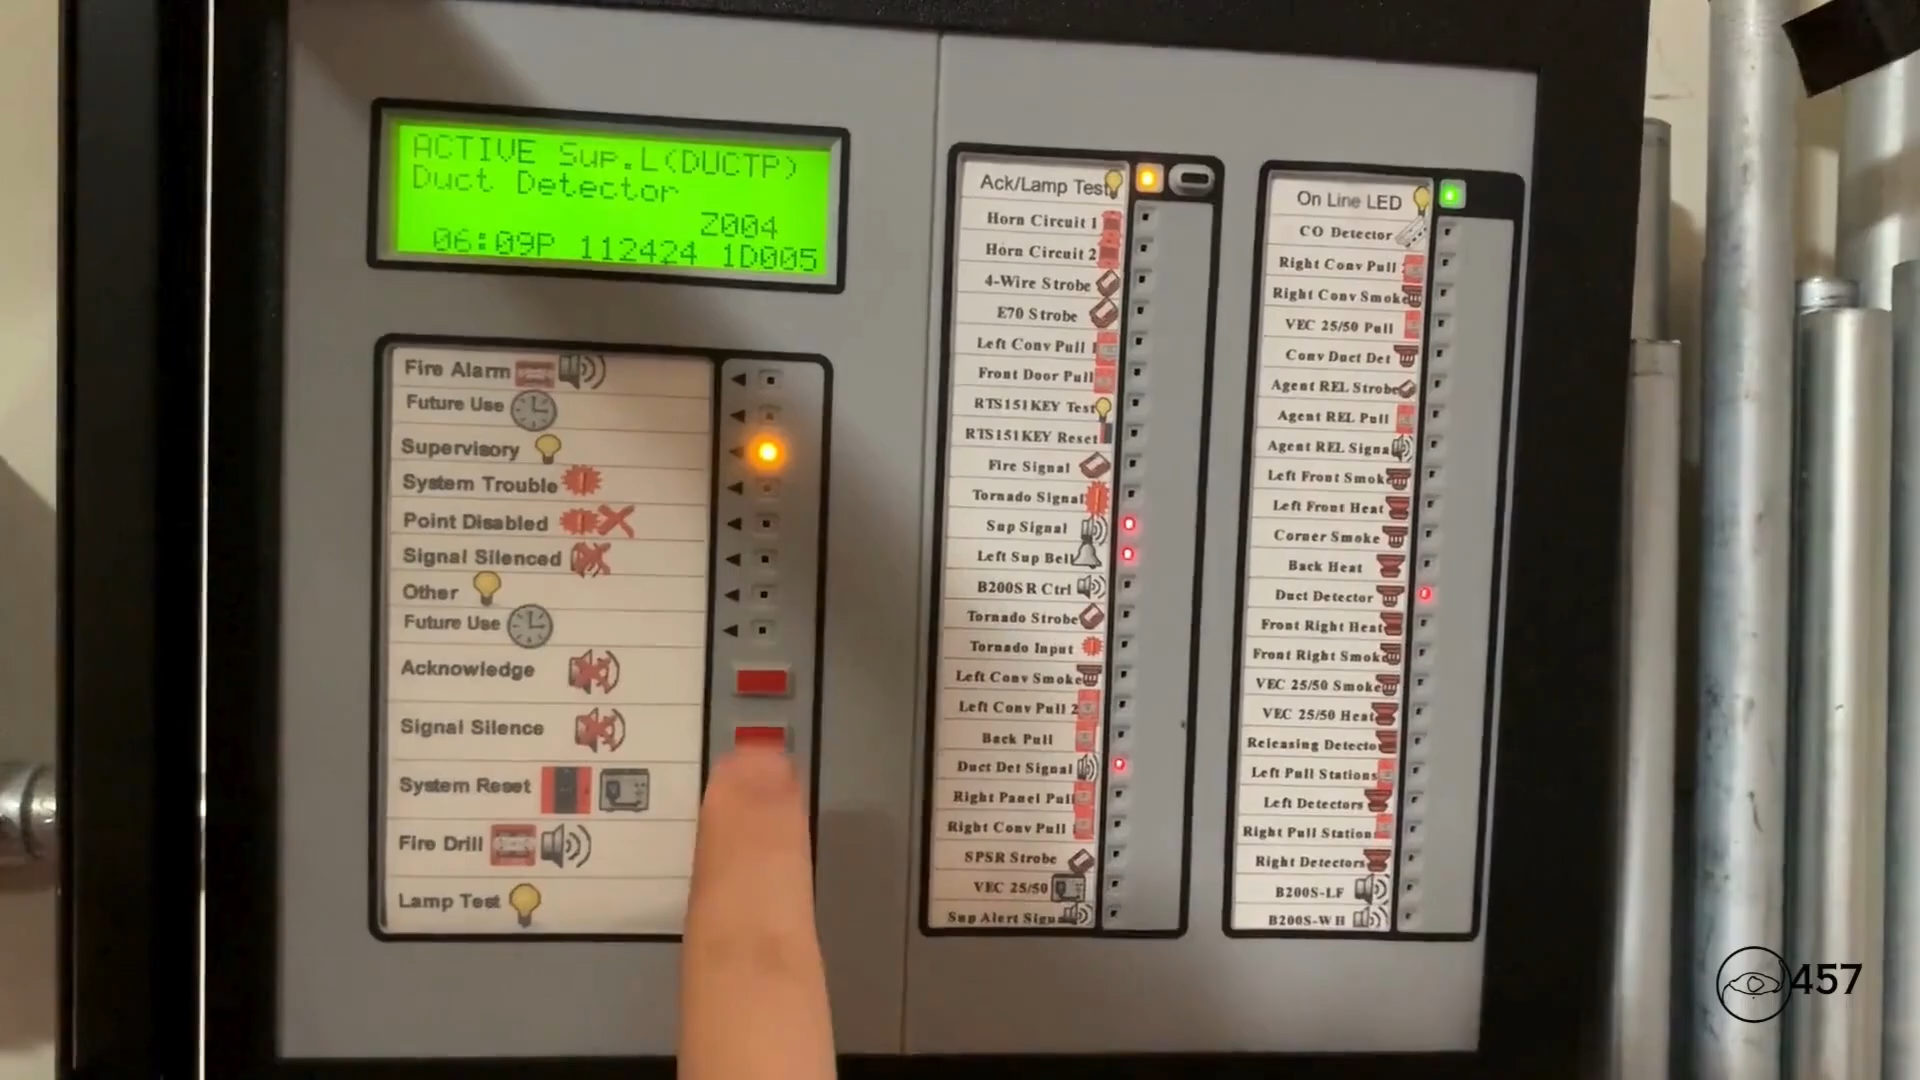 ACTIVE Sup.L(DUCTP)
Duct Detector
Z004
06:09P 112424 1D005
Fire Alarm
Future Use
Supervisory
System Trouble
Point Disabled
Signal Silenced
Other
Future Use
Acknowledge
Signal Silence
System Reset
Fire Drill
Lamp Test
Ack/Lamp Test
Horn Circuit 1
Horn Circuit 2
4-Wire Strobe
E70 Strobe
Left Conv Pull 1
Front Door Pull
RTS151KEY Test
RTS151KEY Reset
Fire Signal
Tornado Signal
Sup Signal
Left Sup Bell
B200SR Ctrl
Tornado Strobe
Tornado Input
Left Conv Smoke
Left Conv Pull 2
Back Pull
Duct Det Signal
Right Panel Pull
Right Conv Pull
SPSR Strobe
VEC 25/50
Sup Alert
On Line LED
CO Detector
Right Conv Pull
Right Conv Smoke
VEC 25/50 Pull
Conv Duct Det
Agent REL Strobe
Agent REL Pull
Agent REL Signal
Left Front Smoke
Left Front Heat
Corner Smoke
Back Heat
Duct Detector
Front Right Heat
Front Right Smoke
VEC 25/50 Smoke
VEC 25/50 Heat
Releasing Detecto
Left Pull Stations
Left Detectors
Right Pull Station
Right Detectors
B200S-LF
B200S-WH
457